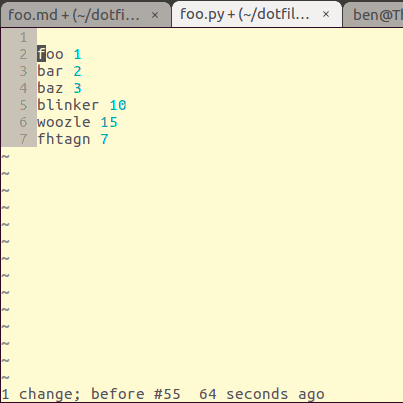 foo.md + (~/dotfi... × foo.py + (~/dotfil... × ben@Th
1
2 foo 1
3 bar 2
4 baz 3
5 blinker 10
6 woozle 15
7 fhtagn 7
~
~
~
~
~
~
~
~
~
~
~
~
~
~
1 change; before #55 64 seconds ago